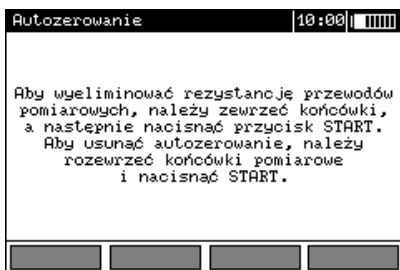 Autozerowanie 10:00
Aby wyeliminować rezystancję przewodów
pomiarowych, należy zewrzeć końcówki,
a następnie nacisnąć przycisk START.
Aby usunąć autozerowanie, należy
rozewrzeć końcówki pomiarowe
i nacisnąć START.